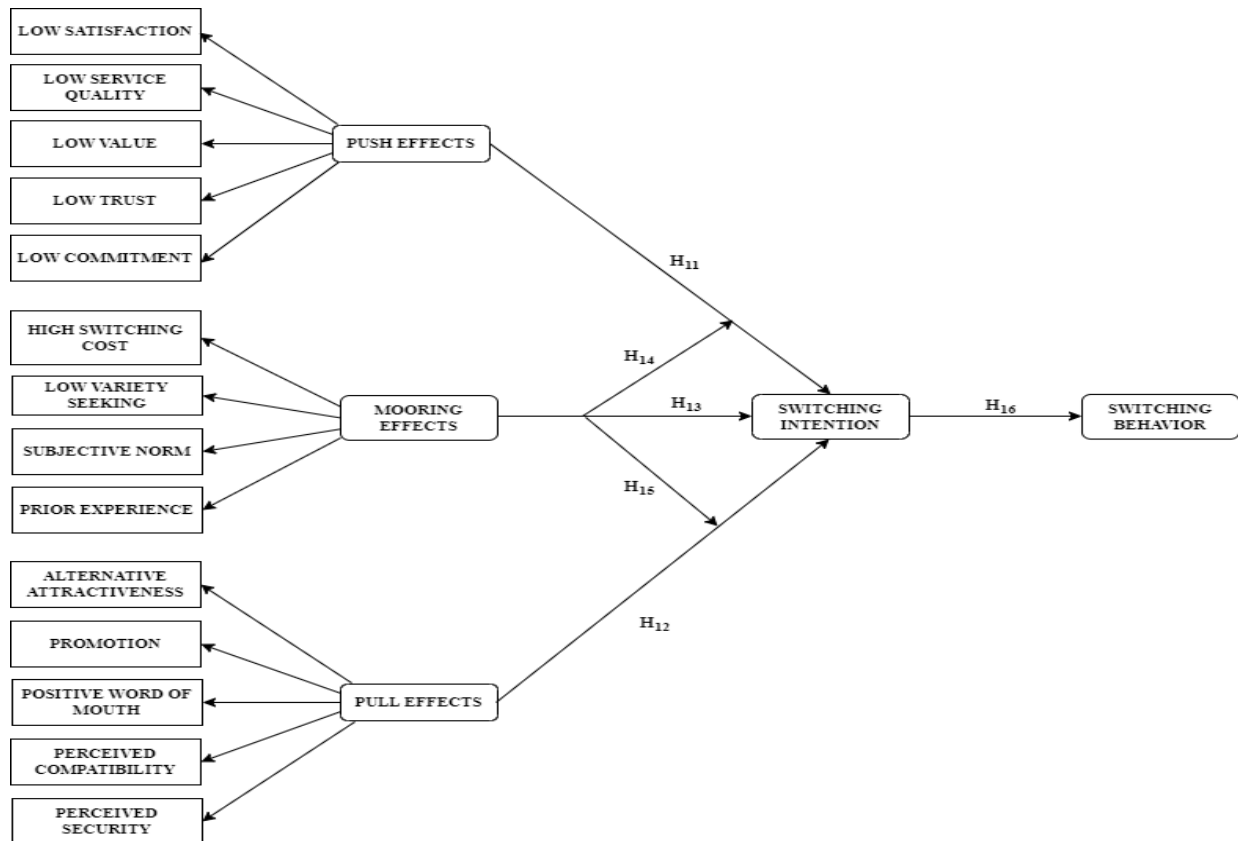 LOW SATISFACTION
LOW SERVICE
QUALITY
LOW VALUE
LOW TRUST
LOW COMMITMENT
PUSH EFFECTS
H11
HIGH SWITCHING
COST
LOW VARIETY
SEEKING
SUBJECTIVE NORM
PRIOR EXPERIENCE
MOORING
EFFECTS
H14
H13
H15
SWITCHING
INTENTION
H16
SWITCHING
BEHAVIOR
ALTERNATIVE
ATTRACTIVENESS
PROMOTION
POSITIVE WORD OF
MOUTH
PERCEIVED
COMPATIBILITY
PERCEIVED
SECURITY
PULL EFFECTS
H12